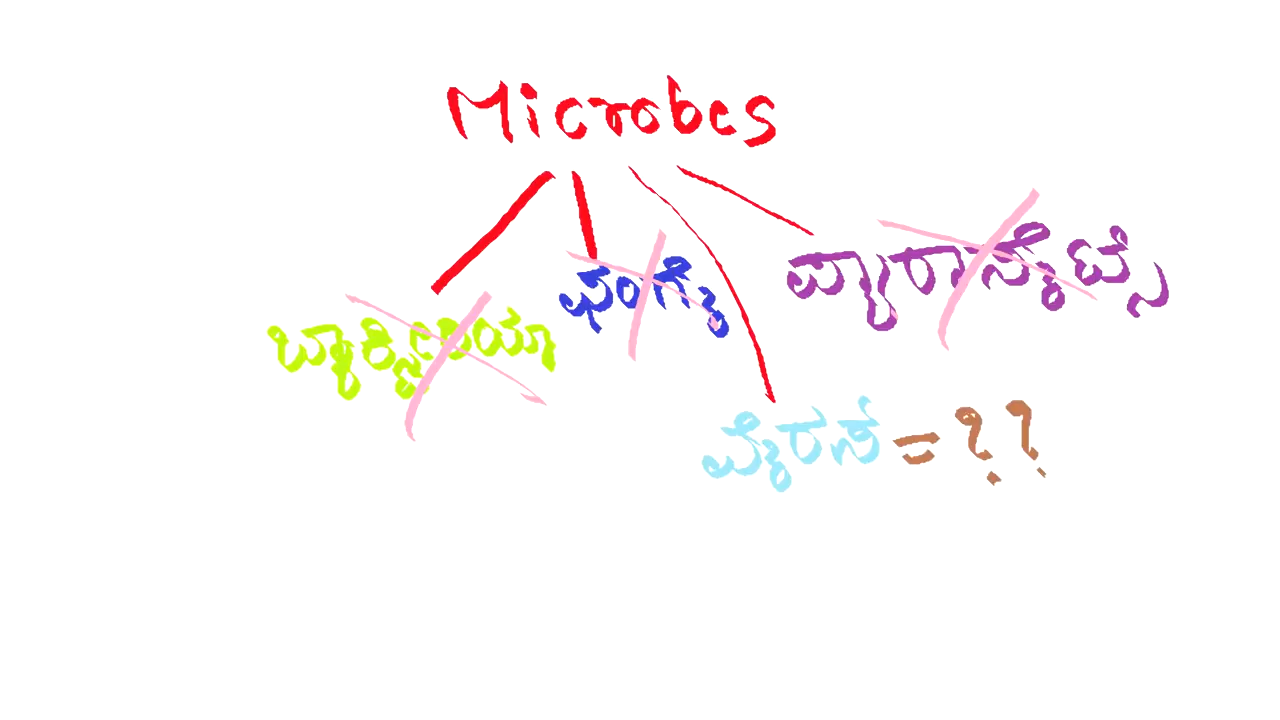 Microbes
ಬ್ಯಾಕ್ಟೀರಿಯಾ
ಫಂಗೈ
ಪ್ಯಾರಾಸೈಟ್ಸ್
ವೈರಸ್ = ??